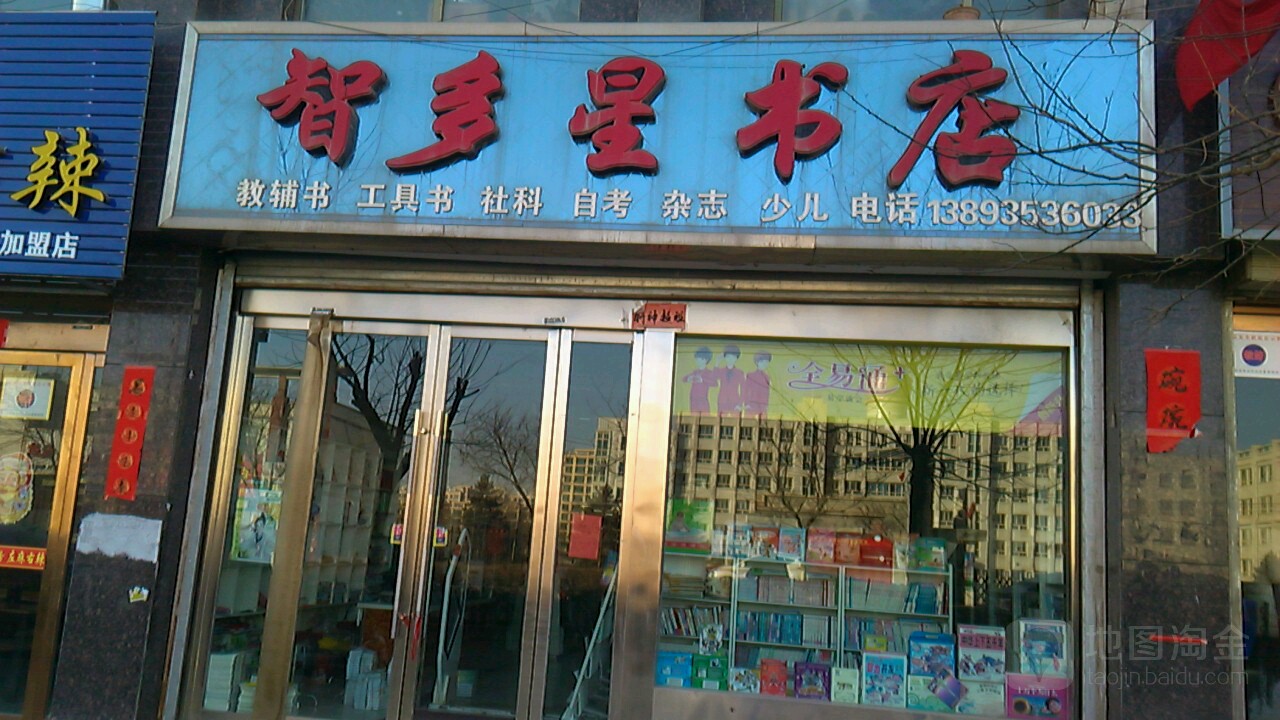 智多星书店
教辅书 工具书 社科 自考 杂志 少儿 电话13893536023
辣
加盟店
全易通
碗
地图淘金
taojin.baidu.com